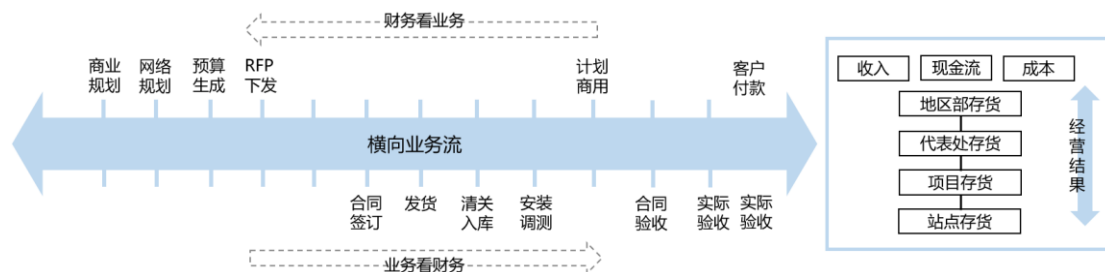 财务看业务
商业
规划
网络
规划
预算
生成
RFP
下发
计划
商用
客户
付款
横向业务流
合同
签订
发货
清关
入库
安装
调测
合同
验收
实际
验收
实际
验收
业务看财务
收入
现金流
成本
地区部存货
代表处存货
项目存货
站点存货
经
营
结
果